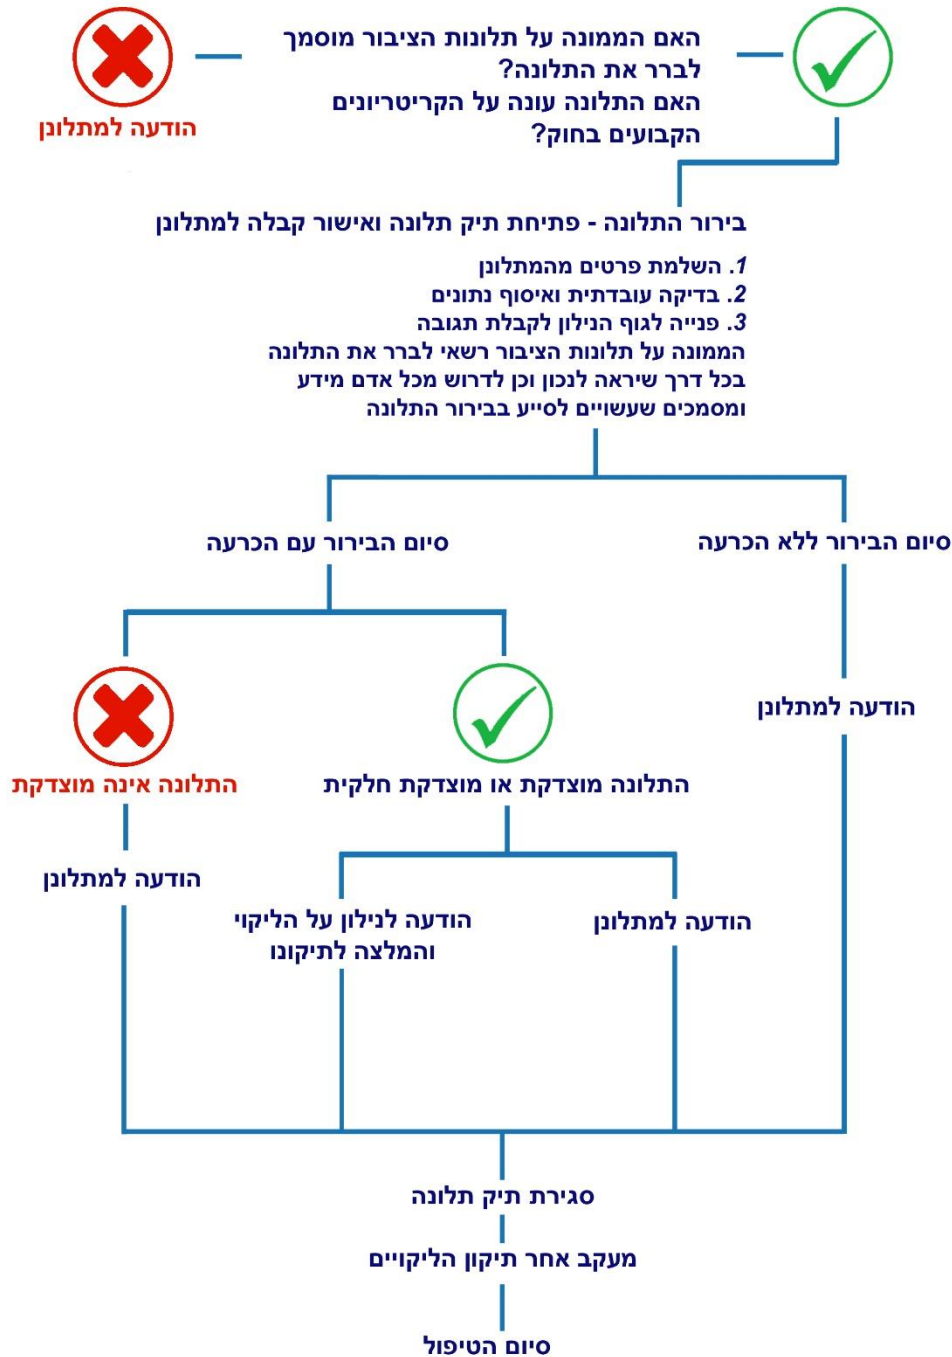 האם הממונה על תלונות הציבור מוסמך
לברר את התלונה?
האם התלונה עונה על הקריטריונים
הקבועים בחוק?
הודעה למתלונן
בירור התלונה - פתיחת תיק תלונה ואישור קבלה למתלונן
1. השלמת פרטים מהמתלונן
2. בדיקה עובדתית ואיסוף נתונים
3. פנייה לגוף הנילון לקבלת תגובה
הממונה על תלונות הציבור רשאי לברר את התלונה
בכל דרך שיראה לנכון וכן לדרוש מכל אדם מידע
ומסמכים שעשויים לסייע בבירור התלונה
סיום הבירור ללא הכרעה
סיום הבירור עם הכרעה
הודעה למתלונן
התלונה מוצדקת או מוצדקת חלקית
התלונה אינה מוצדקת
הודעה למתלונן
הודעה לנילון על הליקוי
והמלצה לתיקונו
הודעה למתלונן
סגירת תיק תלונה
מעקב אחר תיקון הליקויים
סיום הטיפול